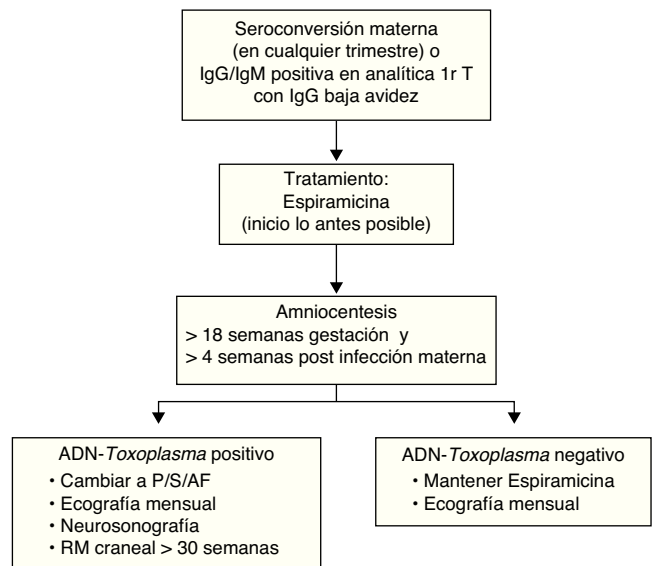 Seroconversión materna
(en cualquier trimestre) o
IgG/IgM positiva en analítica 1r T
con IgG baja avidez
Tratamiento:
Espiramicina
(inicio lo antes posible)
Amniocentesis
> 18 semanas gestación y
> 4 semanas post infección materna
ADN-Toxoplasma positivo
• Cambiar a P/S/AF
• Ecografía mensual
• Neurosonografía
• RM craneal > 30 semanas
ADN-Toxoplasma negativo
• Mantener Espiramicina
• Ecografía mensual